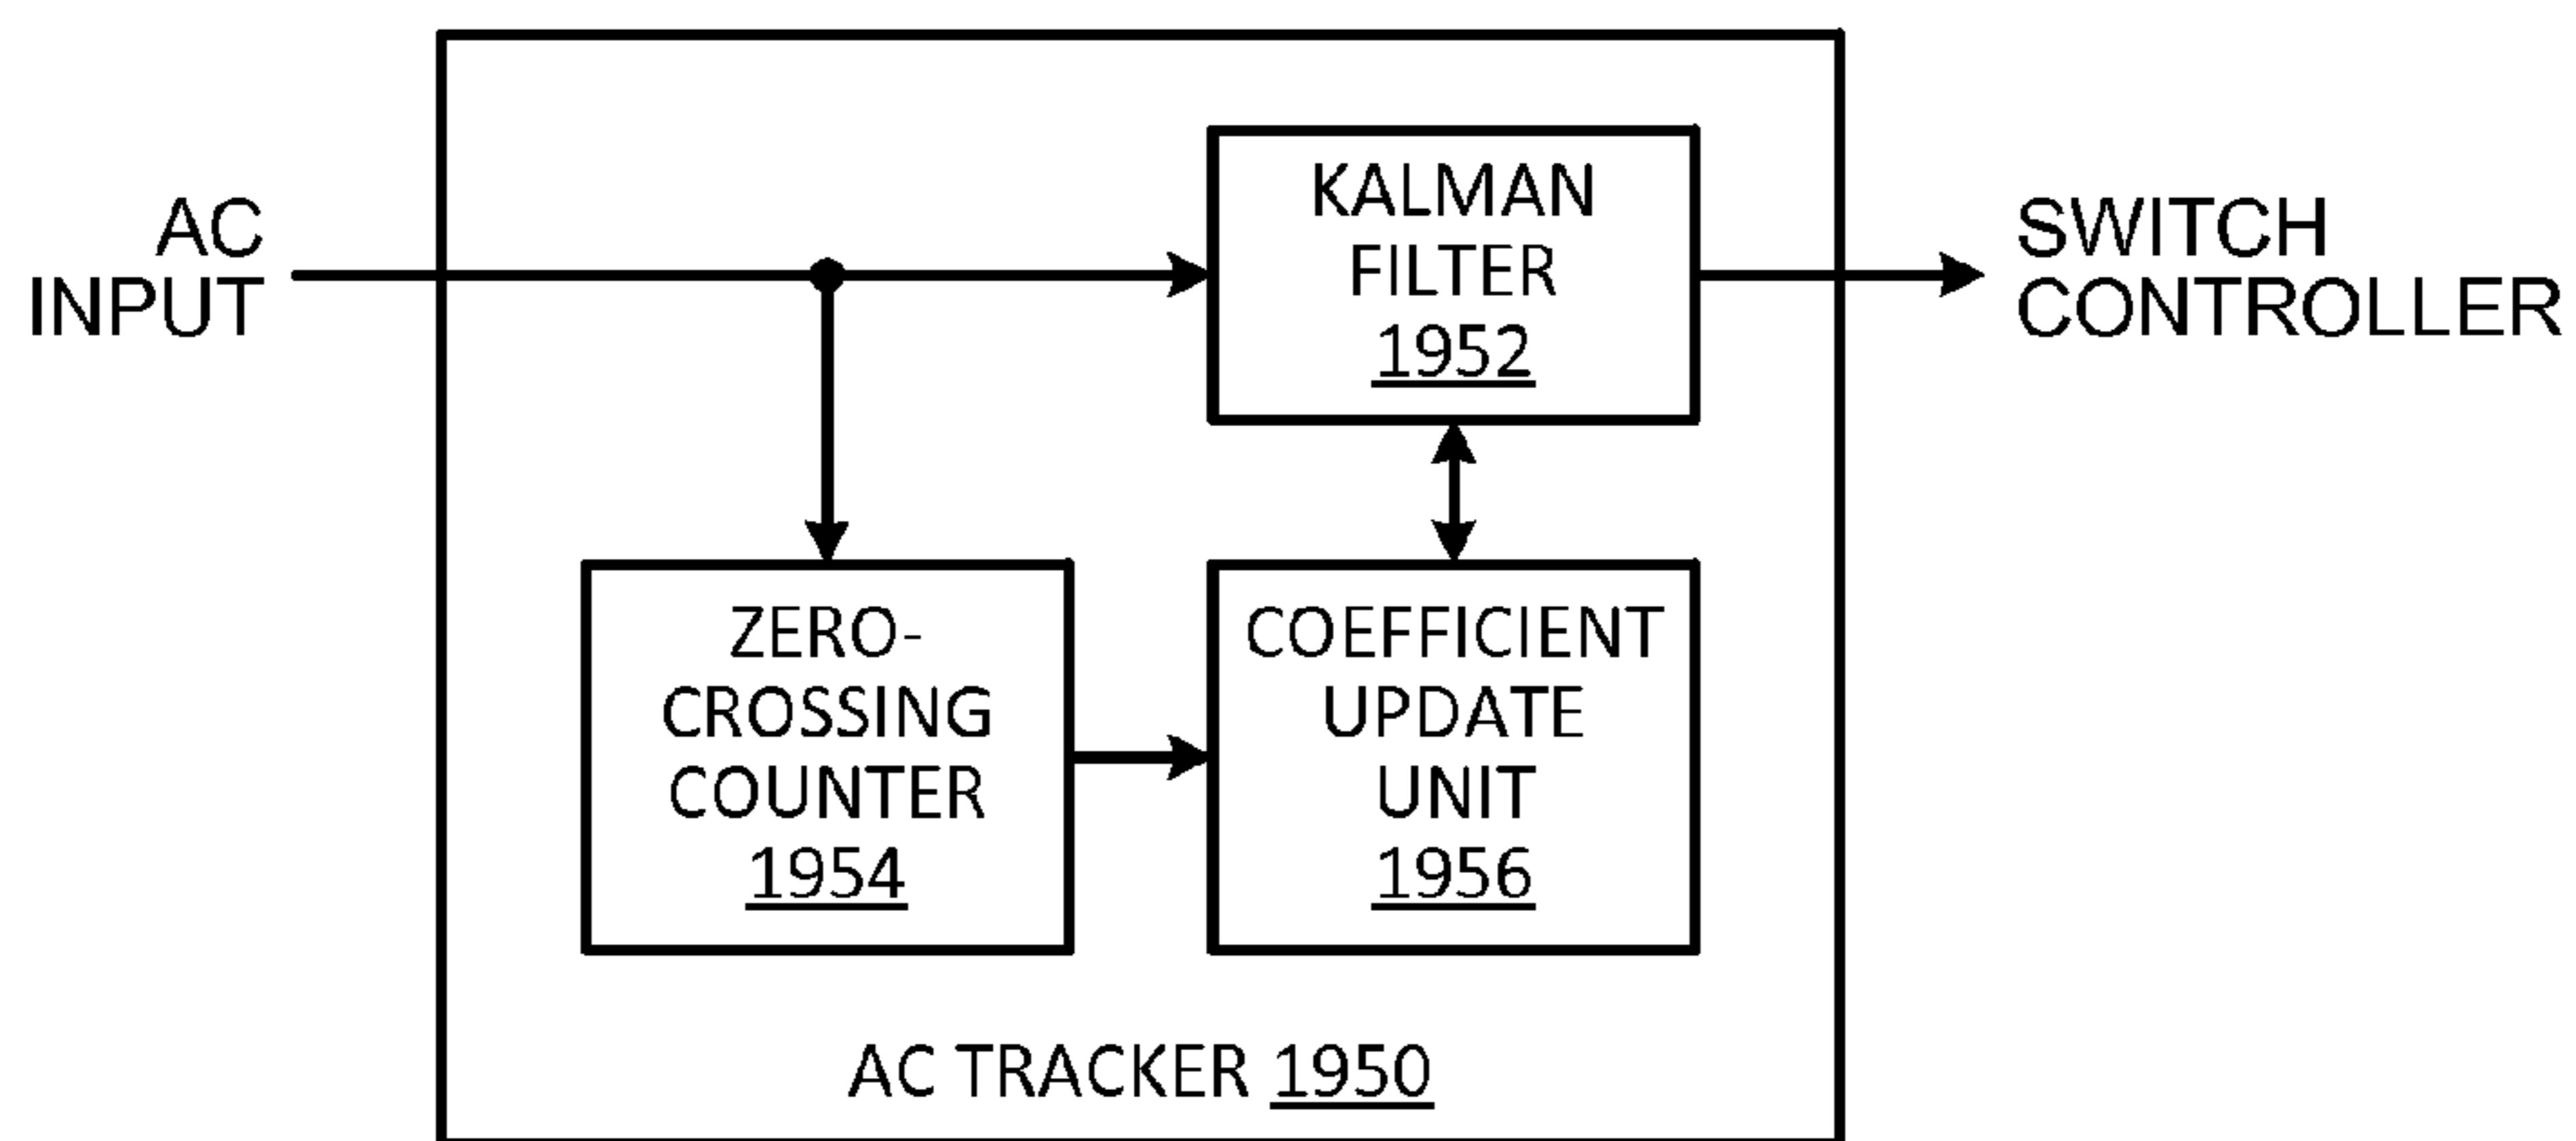 AC
INPUT
KALMAN
FILTER
1952
SWITCH
CONTROLLER
ZERO-
CROSSING
COUNTER
1954
COEFFICIENT
UPDATE
UNIT
1956
AC TRACKER 1950